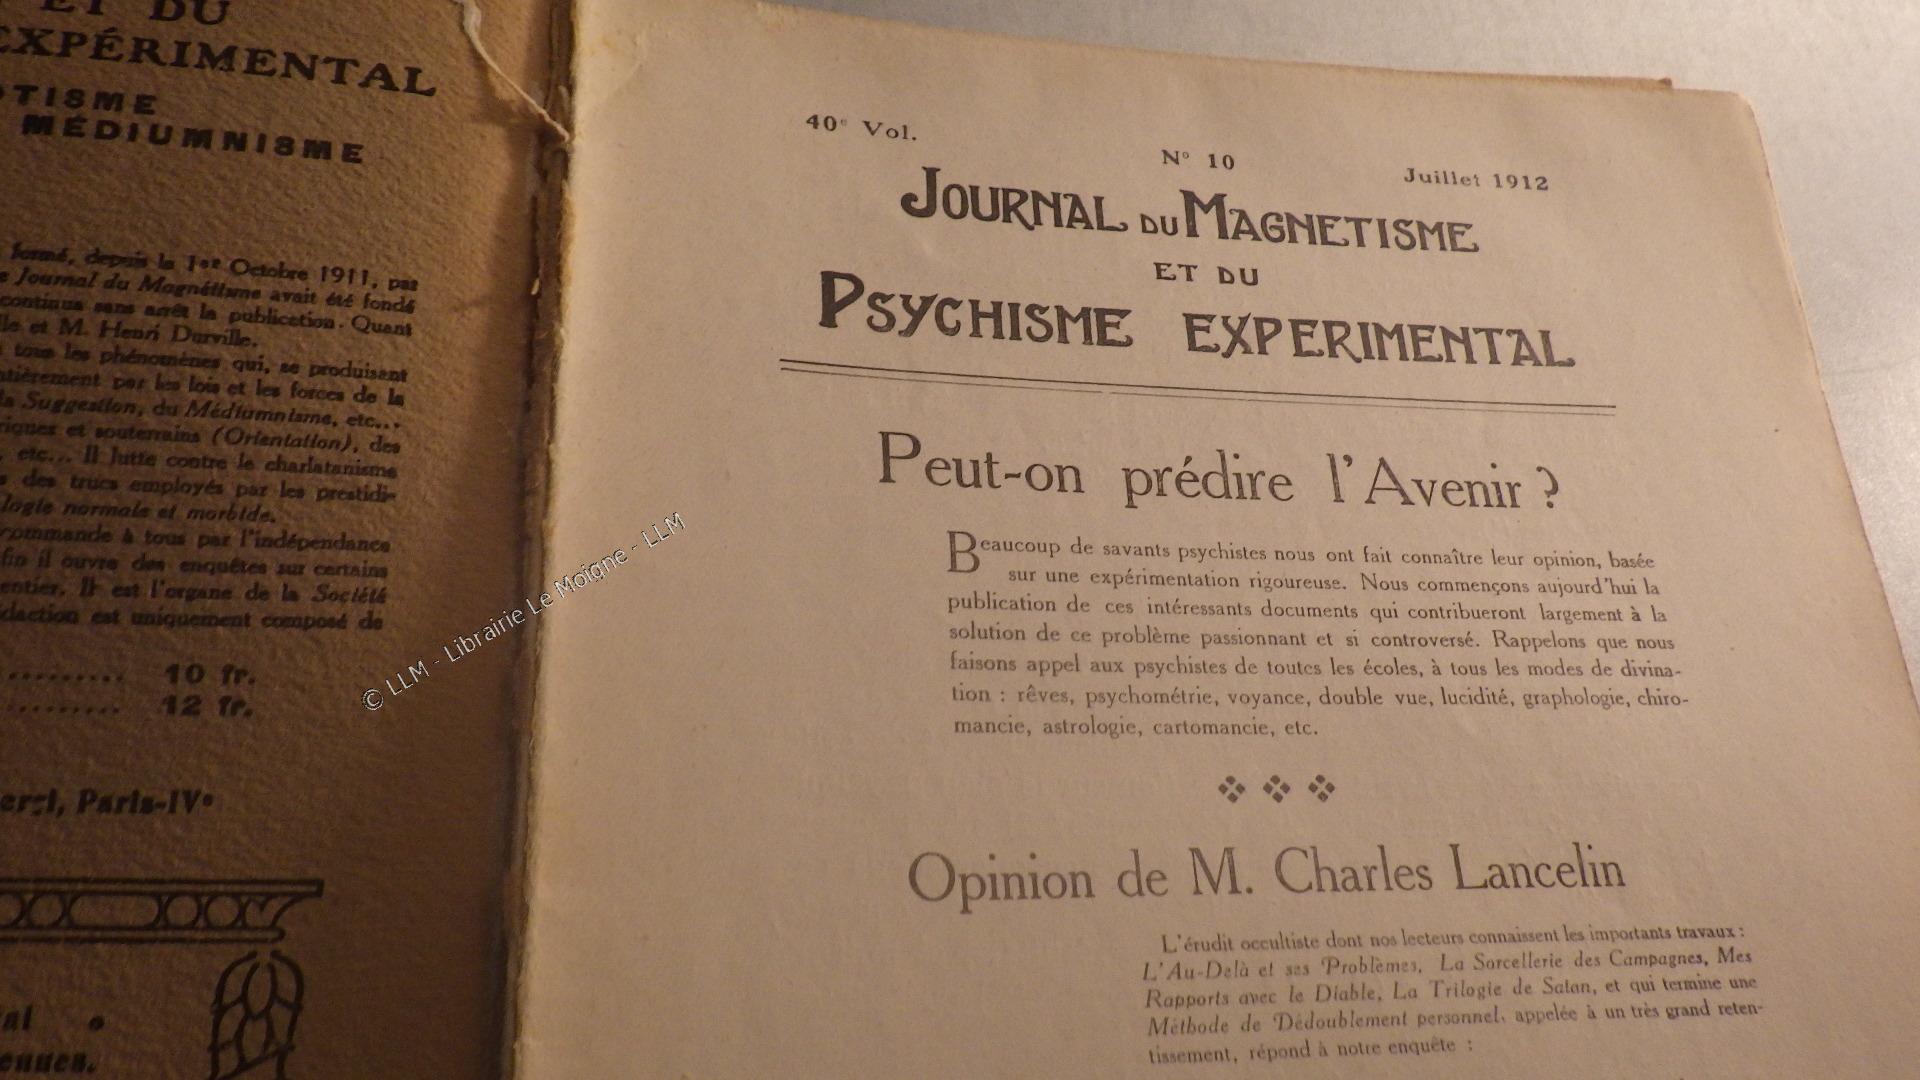 ET DU
EXPÉRIMENTAL
OTISME
MÉDIUMNISME
formé, depuis le 1er Octobre 1911, par
Journal du Magnétisme avait été fondé
continua sans arrêt la publication. Quant
et M. Henri Durville.
tous les phénomènes qui, se produisant
entièrement par les lois et les forces de la
la Suggestion, du Médiumnisme, etc...
et souterrains (Orientation), des
, etc... Il lutte contre le charlatanisme
des trucs employés par les prestidi-
logie normale et morbide.
recommande à tous par l'indépendance
fin il ouvre des enquêtes sur certains
entier. Il est l'organe de la Société
daction est uniquement composé de
......... 10 fr.
......... 12 fr.
Paris-IVe
© LLM - Librairie Le Moigne - LLM
40e Vol.
N° 10
Juillet 1912
JOURNAL DU MAGNETISME
ET DU
PSYCHISME EXPERIMENTAL
Peut-on prédire l'Avenir ?
Beaucoup de savants psychistes nous ont fait connaître leur opinion, basée
sur une expérimentation rigoureuse. Nous commençons aujourd'hui la
publication de ces intéressants documents qui contribueront largement à la
solution de ce problème passionnant et si controversé. Rappelons que nous
faisons appel aux psychistes de toutes les écoles, à tous les modes de divina-
tion : rêves, psychométrie, voyance, double vue, lucidité, graphologie, chiro-
mancie, astrologie, cartomancie, etc.
Opinion de M. Charles Lancelin
L'érudit occultiste dont nos lecteurs connaissent les importants travaux :
L'Au-Delà et ses Problèmes, La Sorcellerie des Campagnes, Mes
Rapports avec le Diable, La Trilogie de Satan, et qui termine une
Méthode de Dédoublement personnel, appelée à un très grand reten-
tissement, répond à notre enquête :